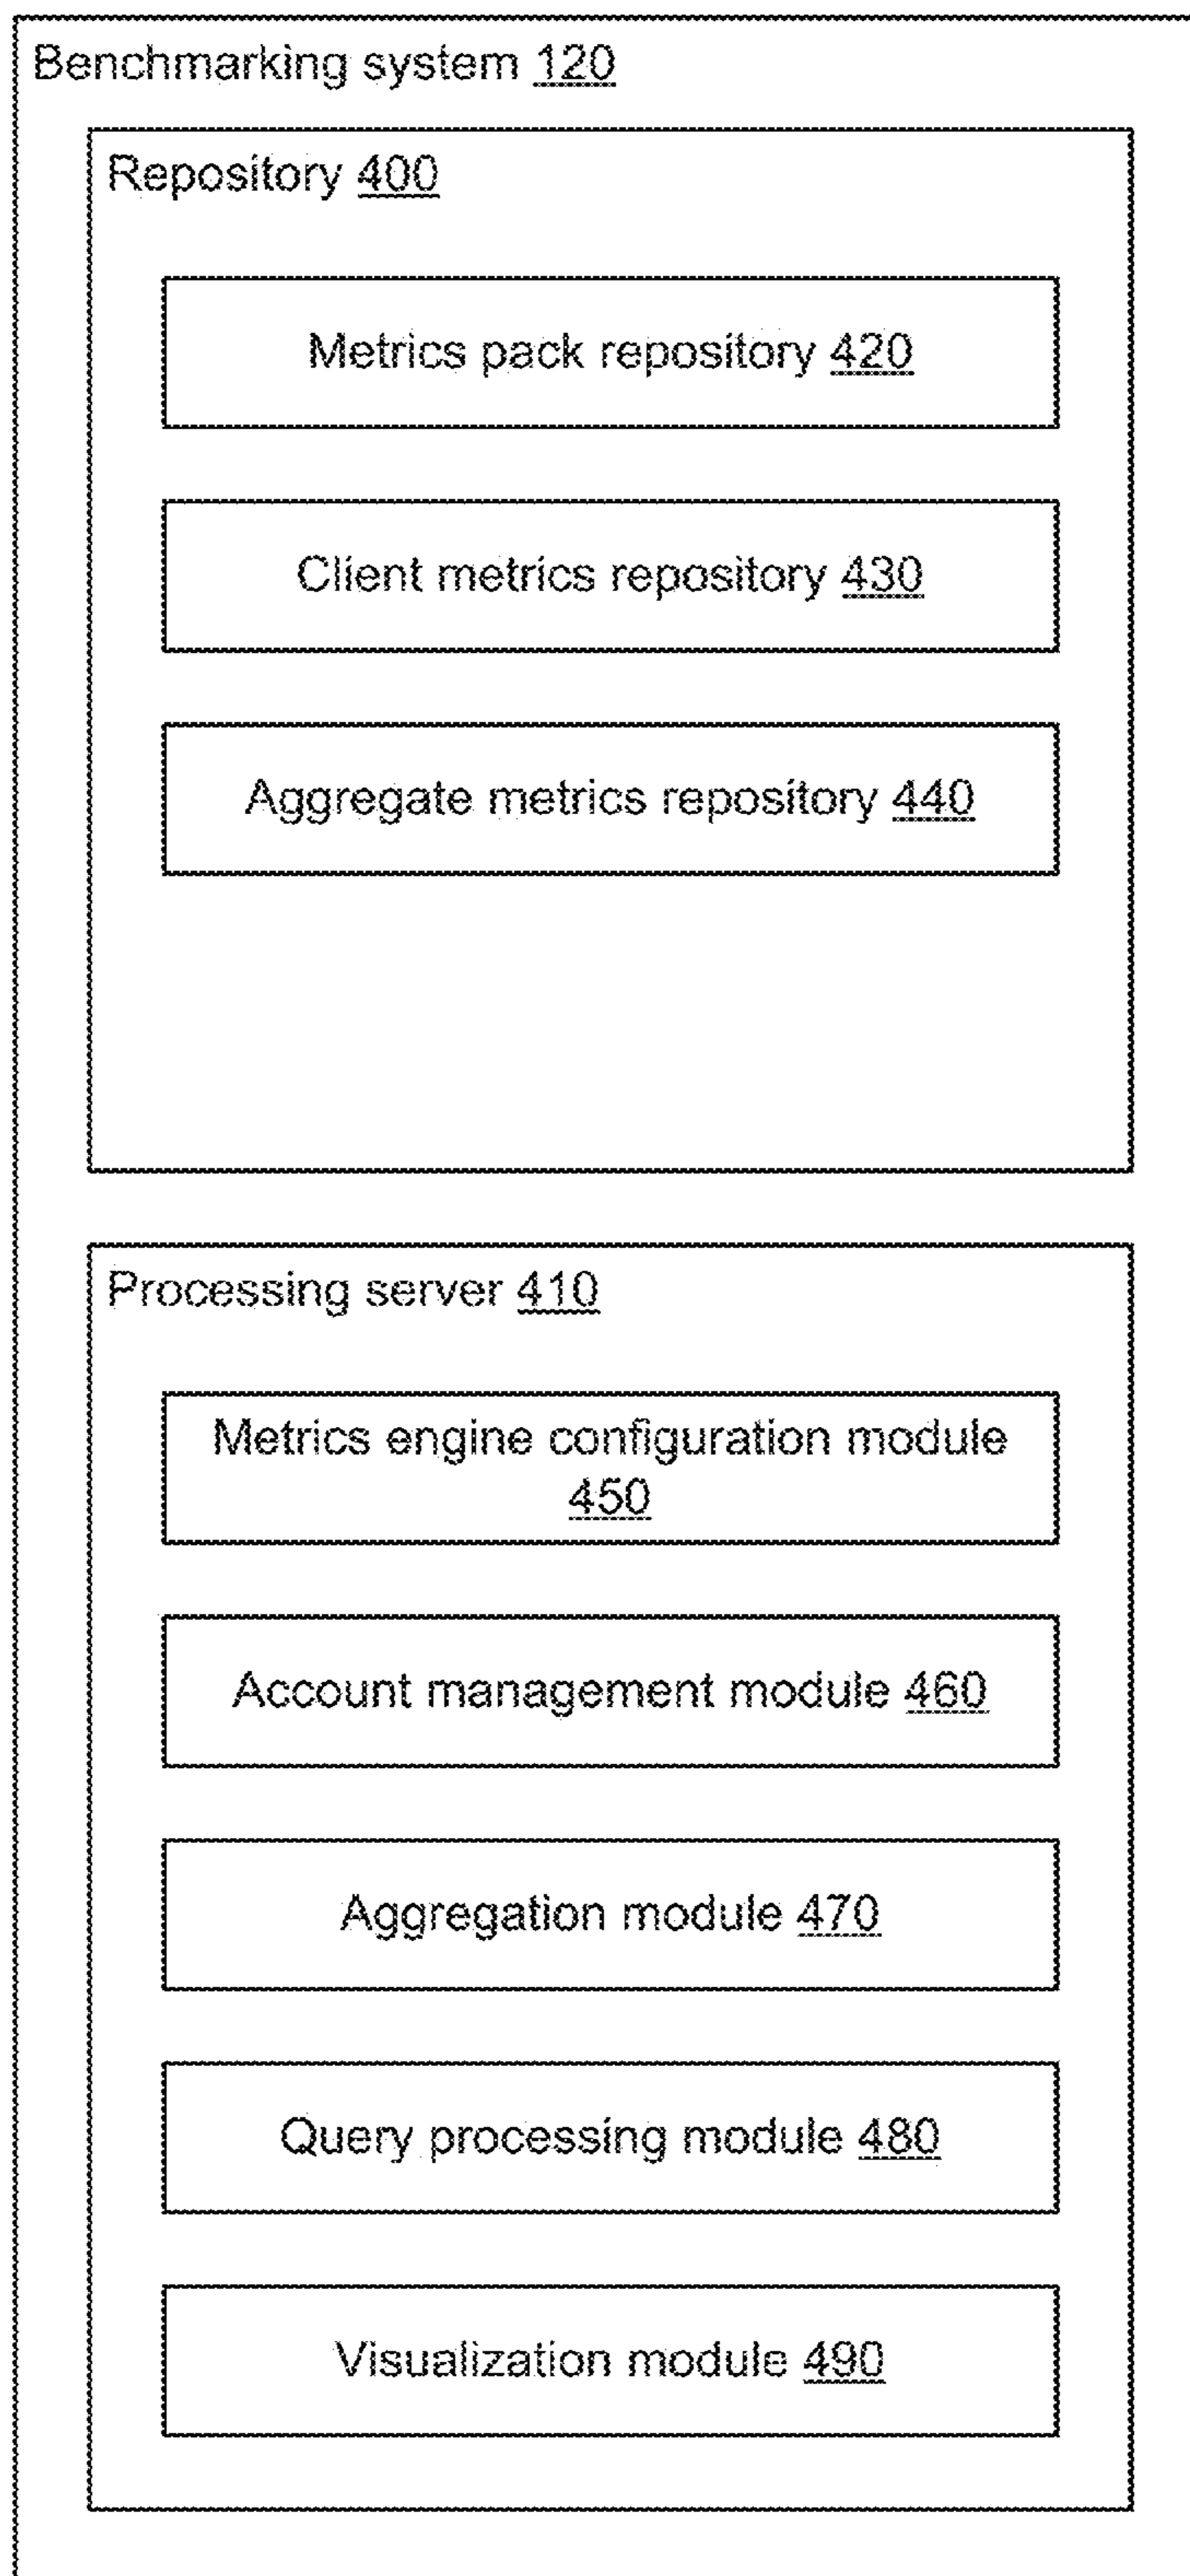 Benchmarking system 120
Repository 400
Metrics pack repository 420
Client metrics repository 430
Aggregate metrics repository 440
Processing server 410
Metrics engine configuration module
450
Account management module 460
Aggregation module 470
Query processing module 480
Visualization module 490